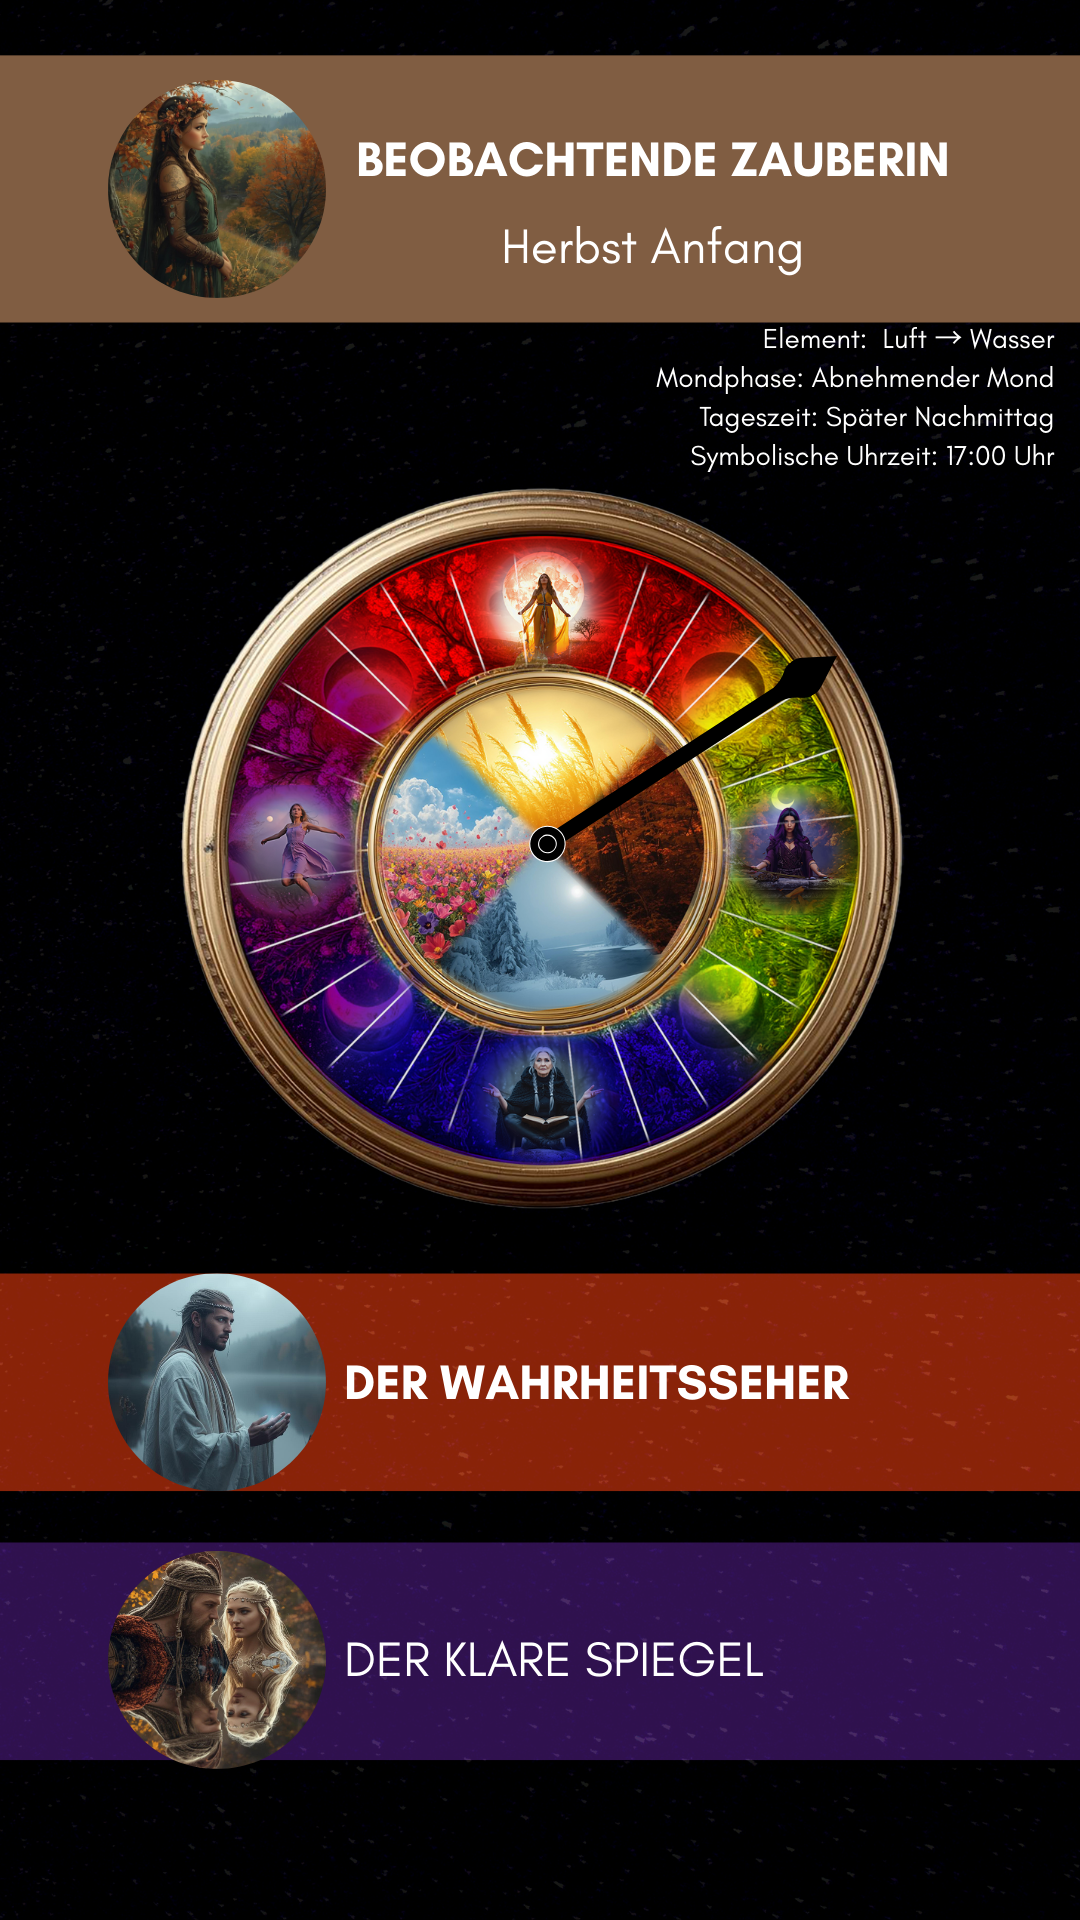 BEOBACHTENDE ZAUBERIN
Herbst Anfang
Element: Luft → Wasser
Mondphase: Abnehmender Mond
Tageszeit: Später Nachmittag
Symbolische Uhrzeit: 17:00 Uhr
DER WAHRHEITSSEHER
DER KLARE SPIEGEL